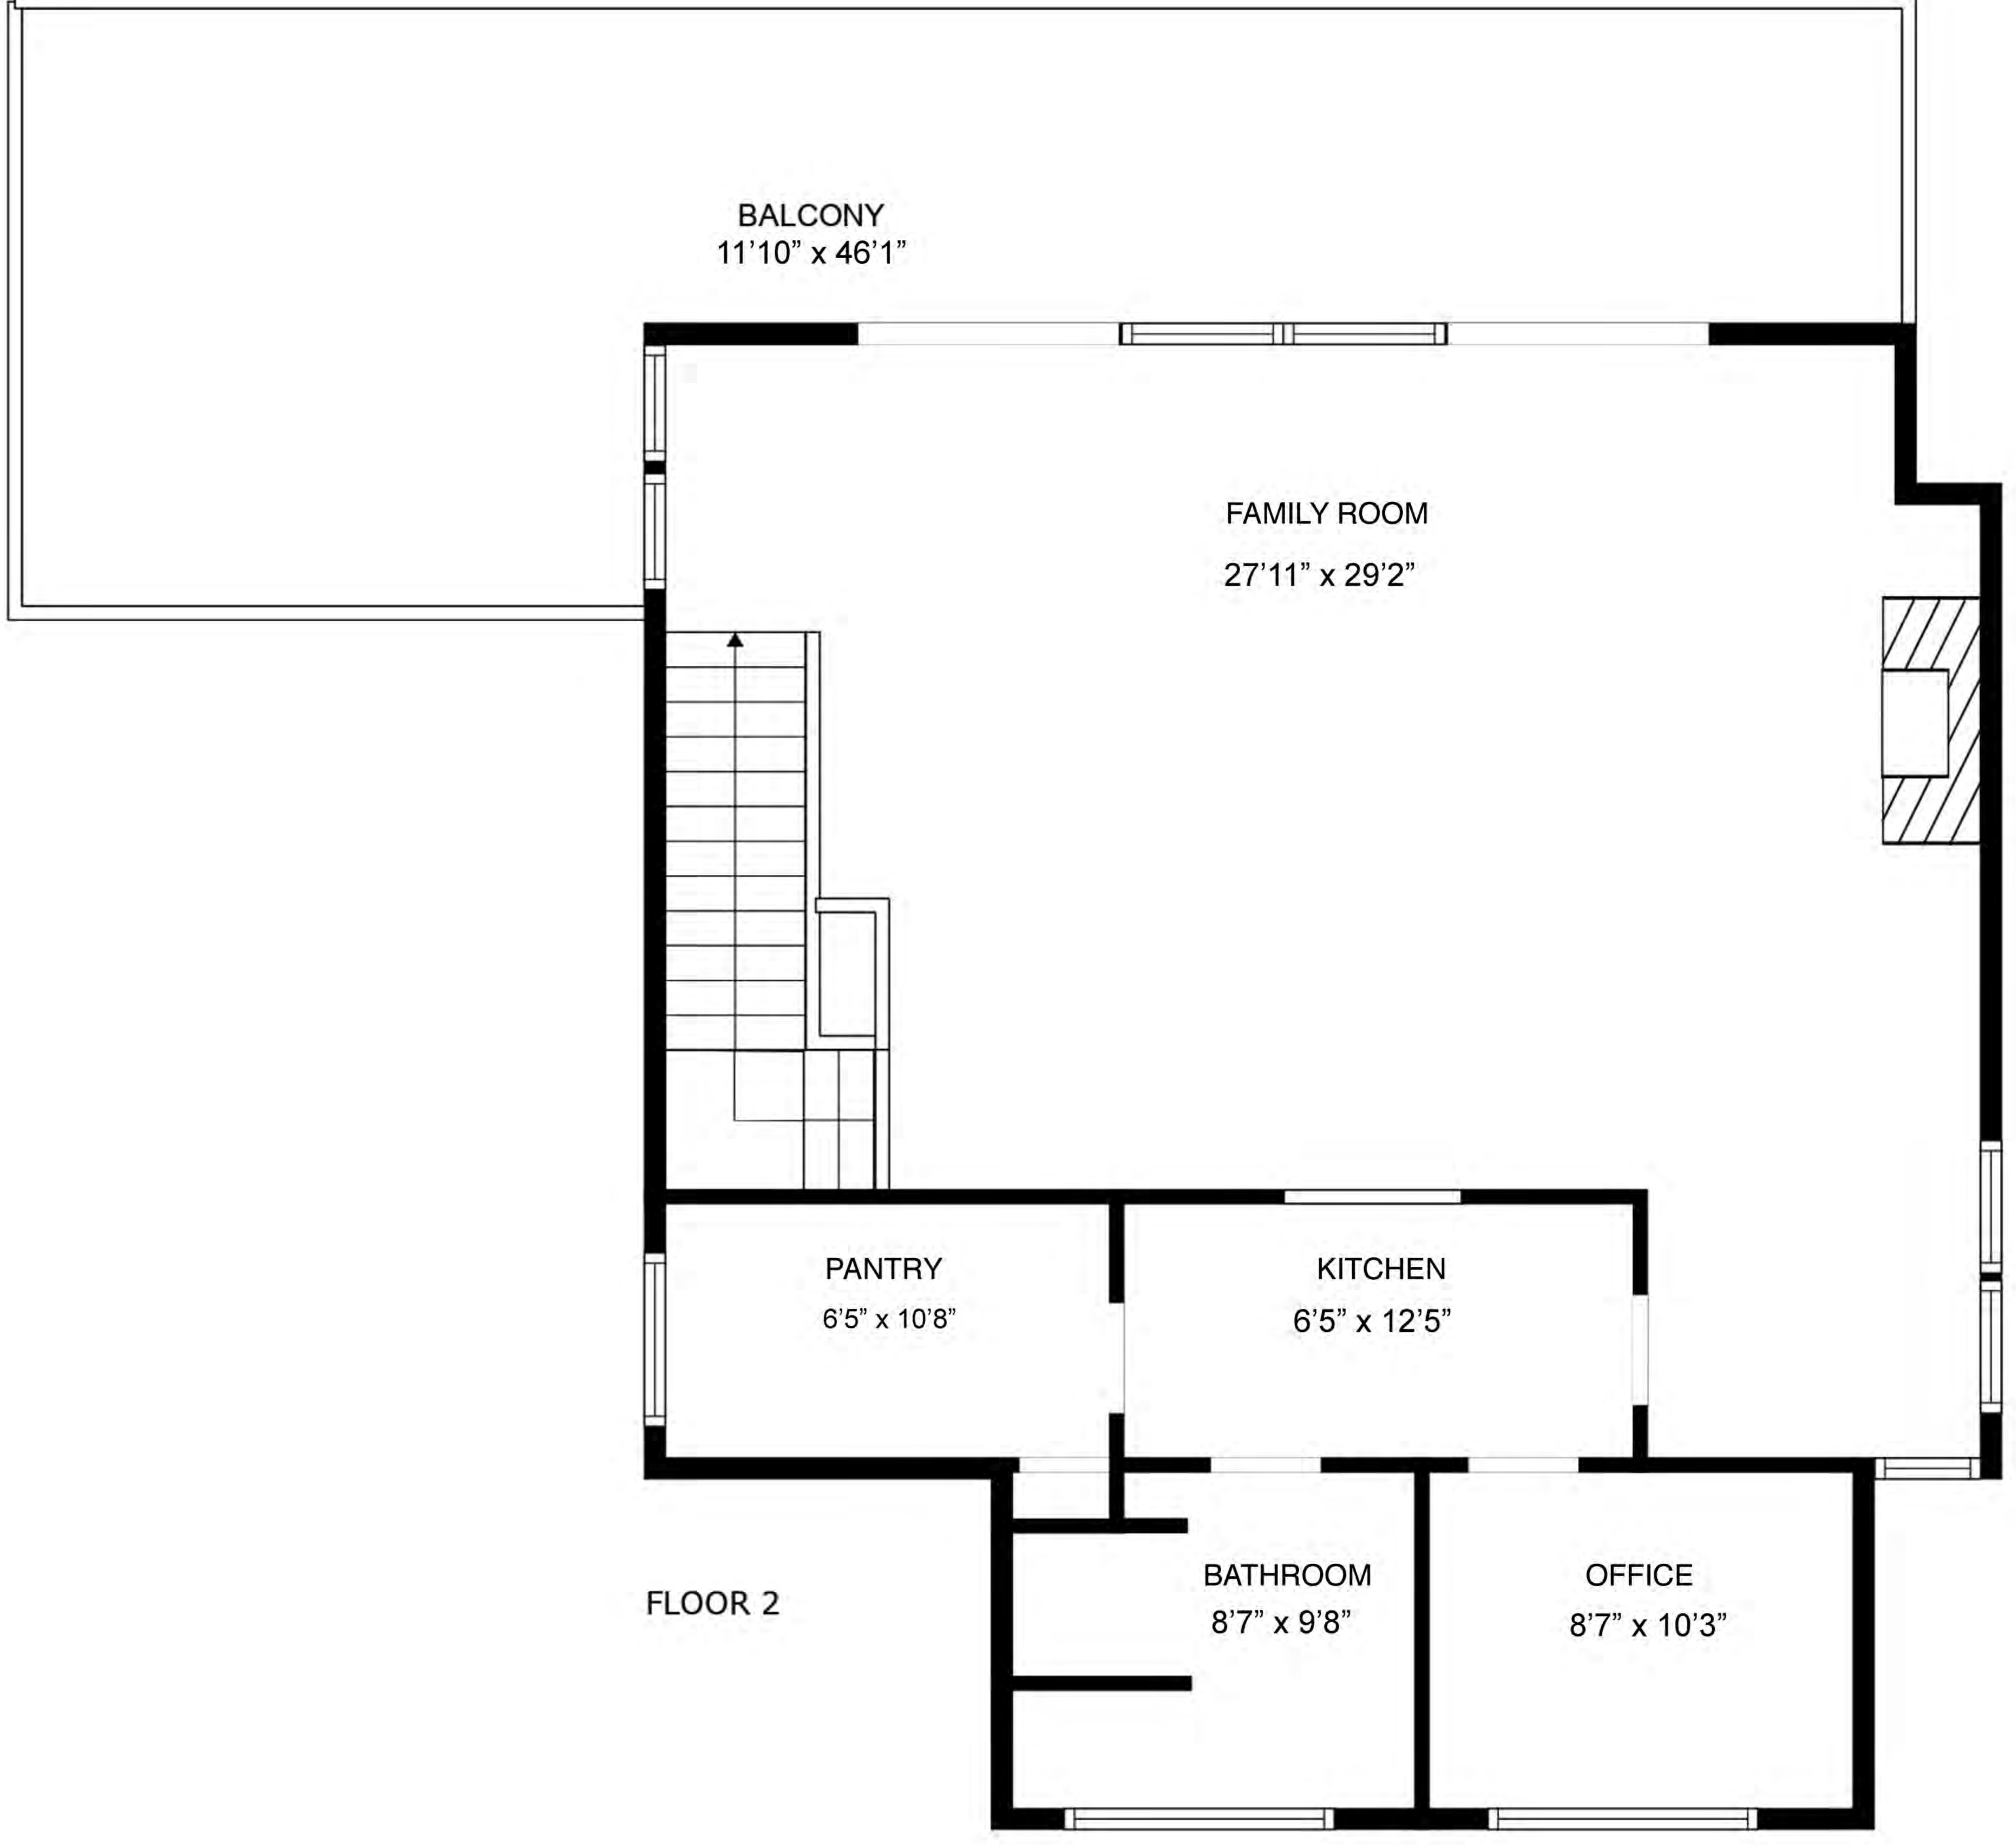 BALCONY
11’10” x 46’1”
FAMILY ROOM
27’11” x 29’2”
PANTRY
6’5” x 10’8”
KITCHEN
6’5” x 12’5”
BATHROOM
8’7” x 9’8”
OFFICE
8’7” x 10’3”
FLOOR 2